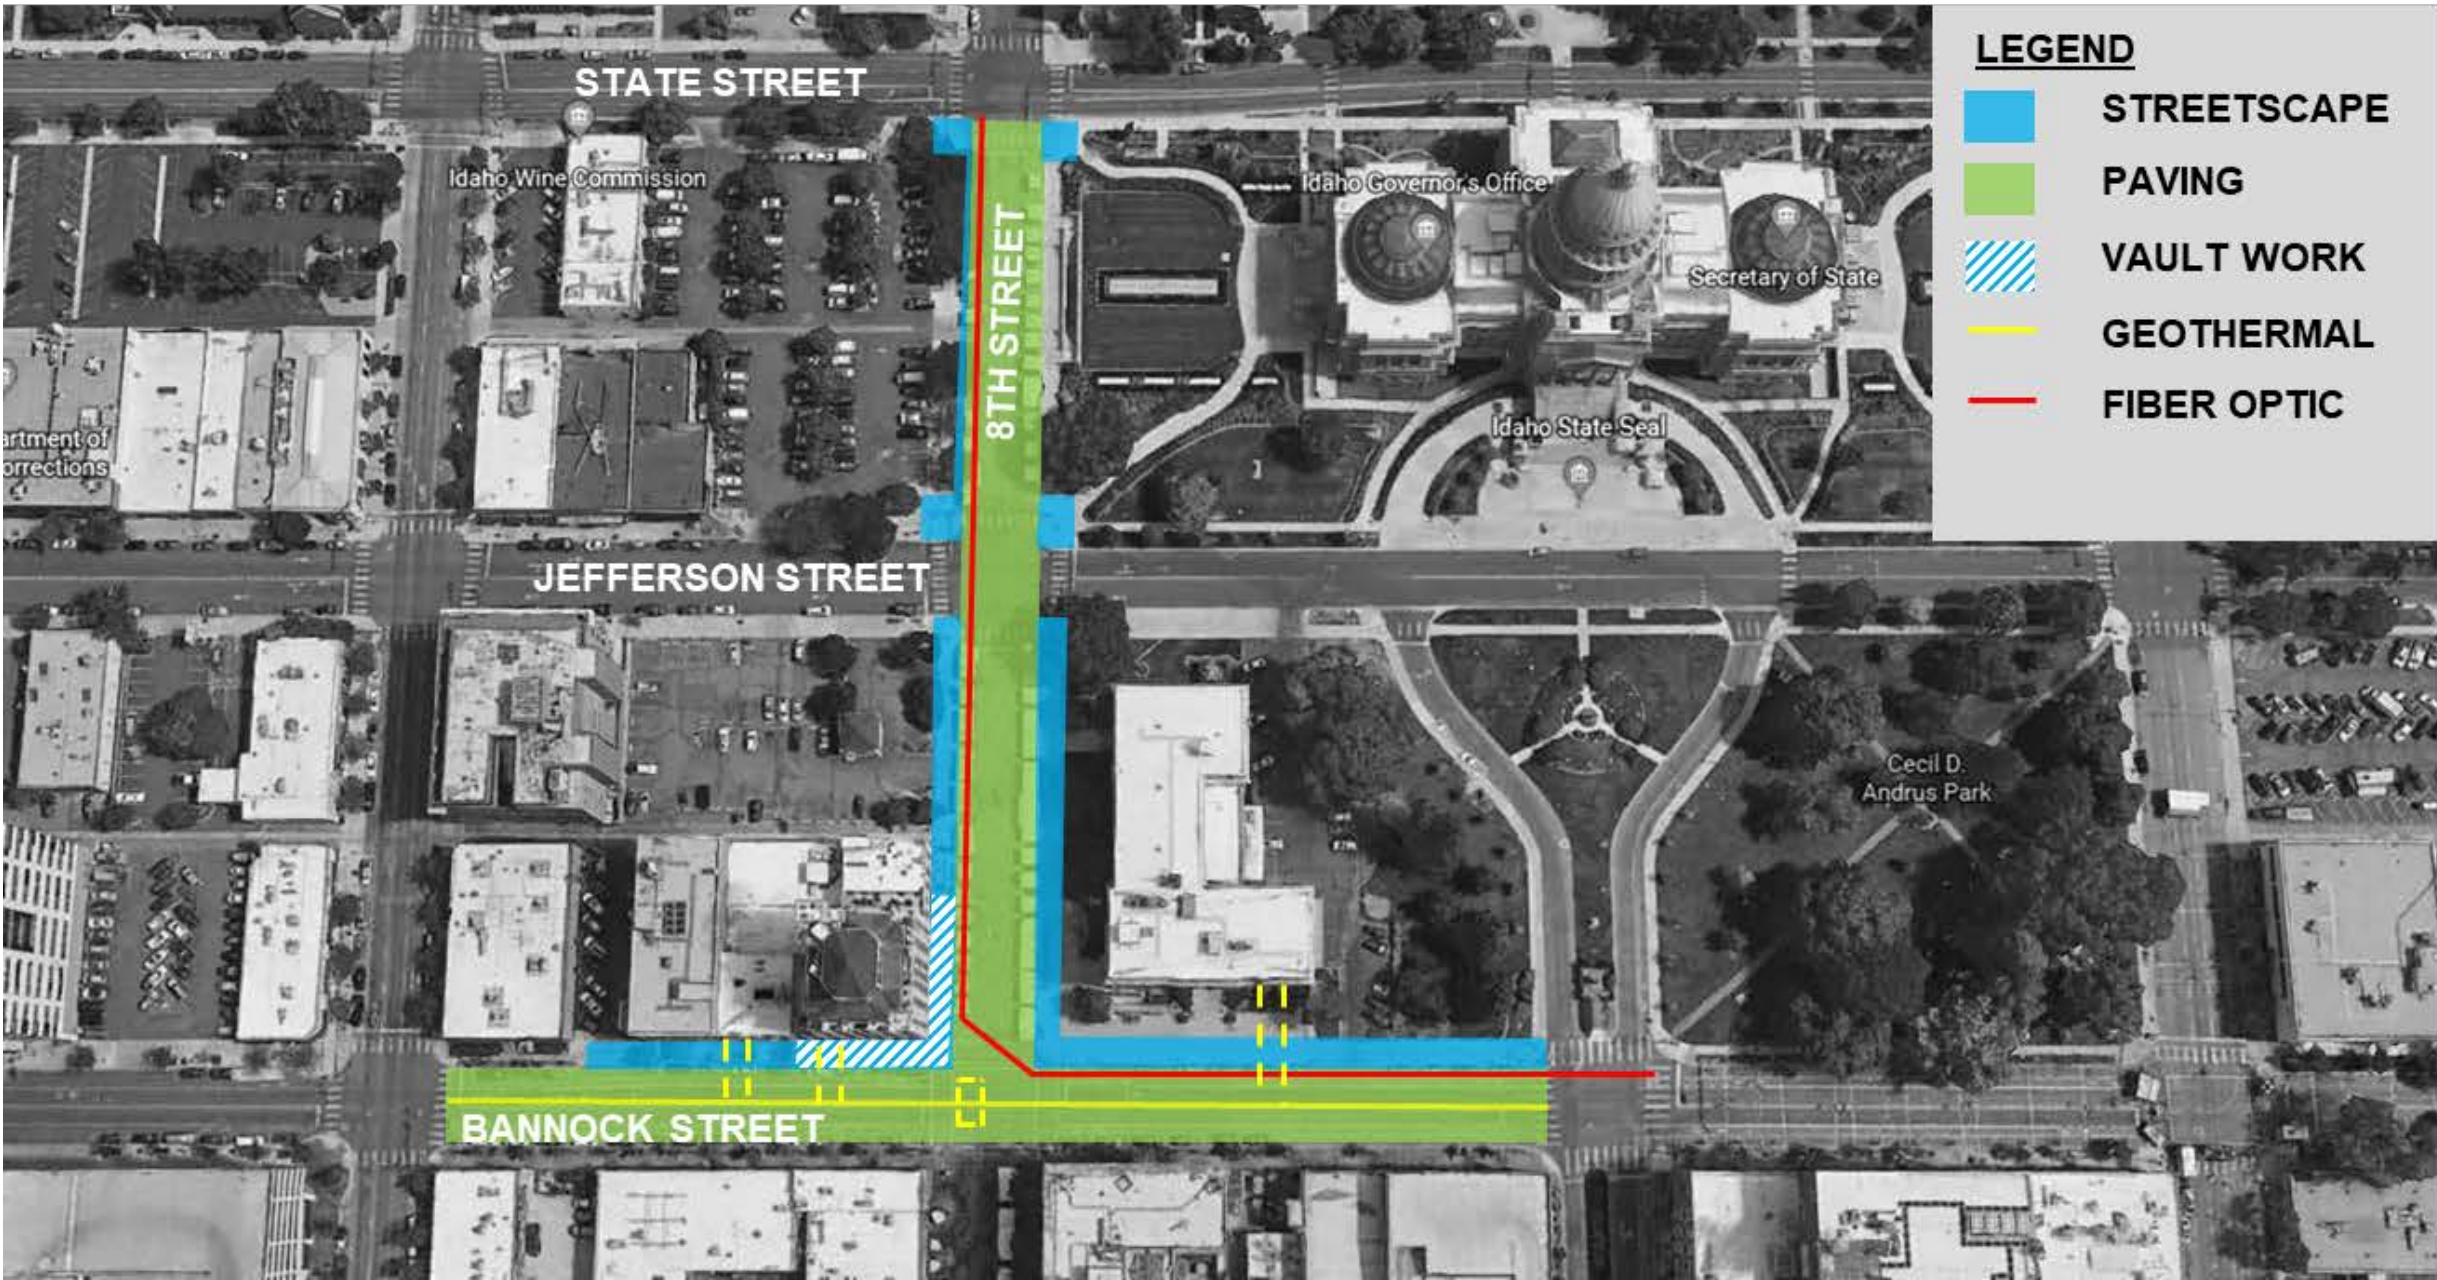 STATE STREET
Idaho Wine Commission
8TH STREET
Idaho Governor's Office
Secretary of State
Idaho State Seal
artment of
orrections
JEFFERSON STREET
Cecil D.
Andrus Park
BANNOCK STREET
LEGEND
STREETSCAPE
PAVING
VAULT WORK
GEOTHERMAL
FIBER OPTIC